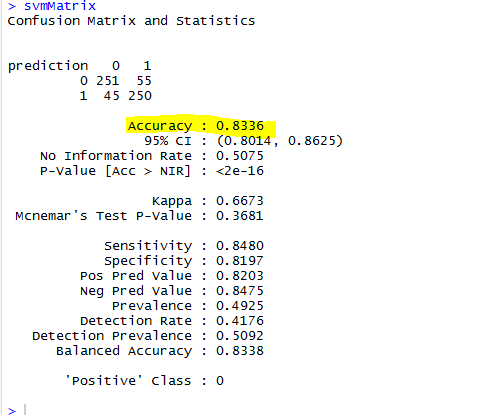 > svmMatrix
Confusion Matrix and Statistics
prediction 0 1
0 251 55
1 45 250
Accuracy : 0.8336
95% CI : (0.8014, 0.8625)
No Information Rate : 0.5075
P-Value [Acc > NIR] : <2e-16
Kappa : 0.6673
Mcnemar's Test P-Value : 0.3681
Sensitivity : 0.8480
Specificity : 0.8197
Pos Pred Value : 0.8203
Neg Pred Value : 0.8475
Prevalence : 0.4925
Detection Rate : 0.4176
Detection Prevalence : 0.5092
Balanced Accuracy : 0.8338
'Positive' Class : 0
>